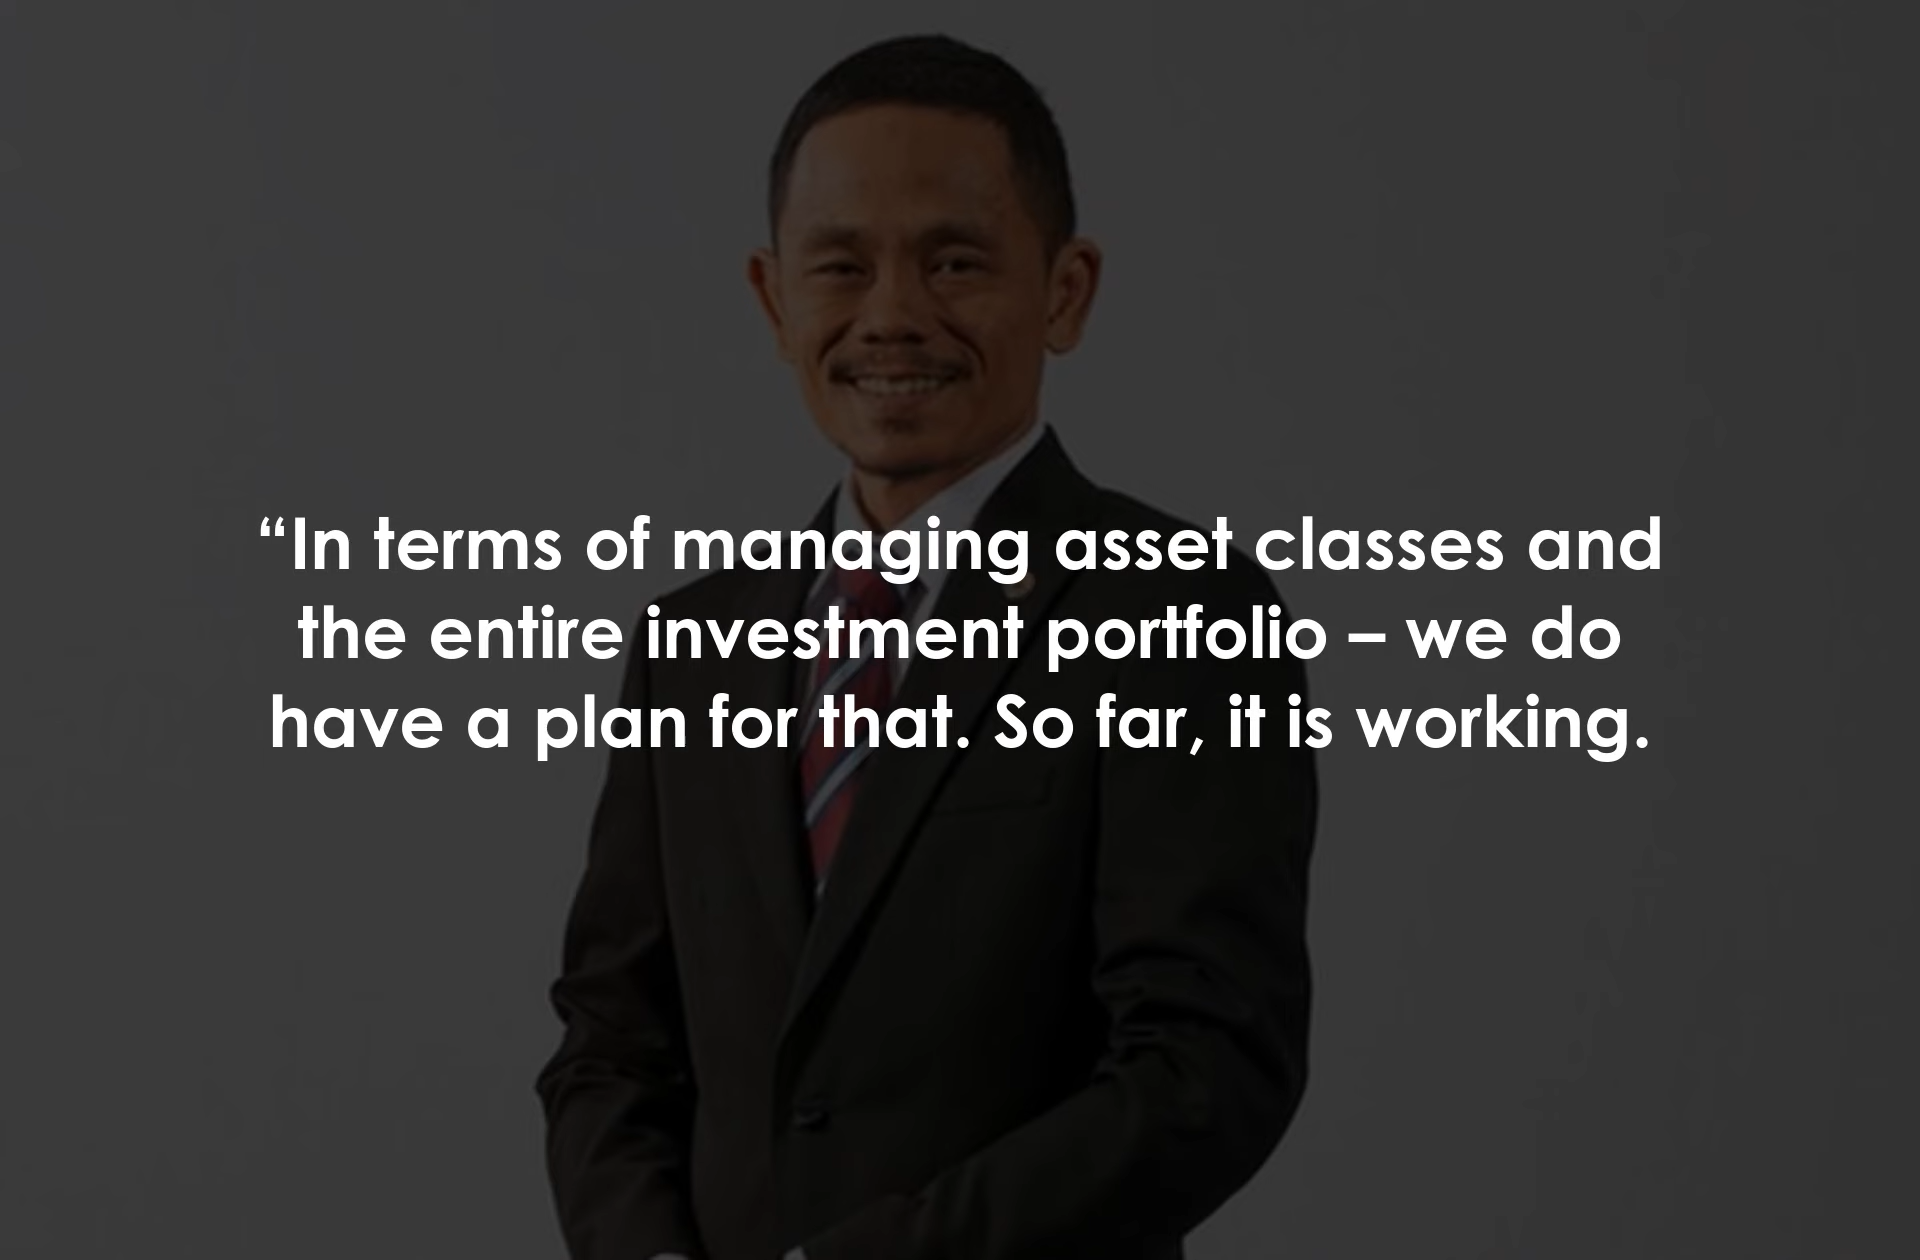 “In terms of managing asset classes and
the entire investment portfolio – we do
have a plan for that. So far, it is working.